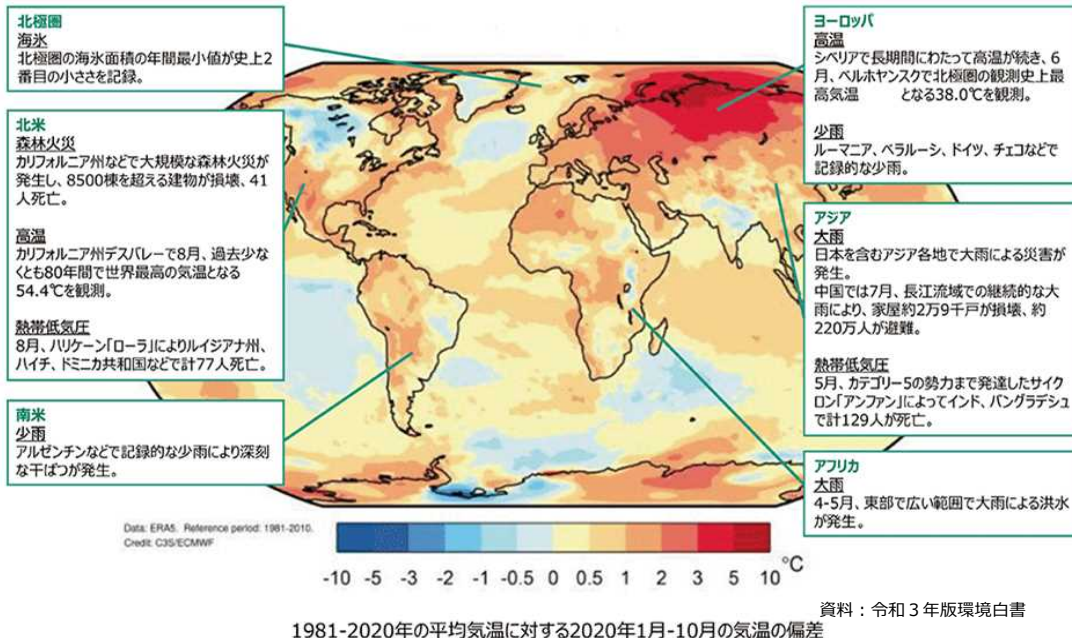 北極圏
海氷
北極圏の海氷面積の年間最小値が史上2
番目の小ささを記録。
北米
森林火災
カリフォルニア州などで大規模な森林火災が
発生し、8500棟を超える建物が損壊、41
人死亡。
高温
カリフォルニア州デスバレーで8月、過去少な
くとも80年間で世界最高の気温となる
54.4℃を観測。
熱帯低気圧
8月、ハリケーン「ローラ」によりルイジアナ州、
ハイチ、ドミニカ共和国などで計77人死亡。
南米
少雨
アルゼンチンなどで記録的な少雨により深刻
な干ばつが発生。
ヨーロッパ
高温
シベリアで長期間にわたって高温が続き、6
月、ベルホヤンスクで北極圏の観測史上最
高気温 となる38.0℃を観測。
少雨
ルーマニア、ベラルーシ、ドイツ、チェコなどで
記録的な少雨。
アジア
大雨
日本を含むアジア各地で大雨による災害が
発生。
中国では7月、長江流域での継続的な大
雨により、家屋約2万9千戸が損壊、約
220万人が避難。
熱帯低気圧
5月、カテゴリー5の勢力まで発達したサイク
ロン「アンファン」によってインド、バングラデシュ
で計129人が死亡。
アフリカ
大雨
4-5月、東部で広い範囲で大雨による洪水
が発生。
Data: ERA5. Reference period: 1981-2010.
Credit: C3S/ECMWF
-10 -5 -3 -2 -1 -0.5 0 0.5 1 2 3 5 10 ℃
資料：令和３年版環境白書
1981-2020年の平均気温に対する2020年1月-10月の気温の偏差